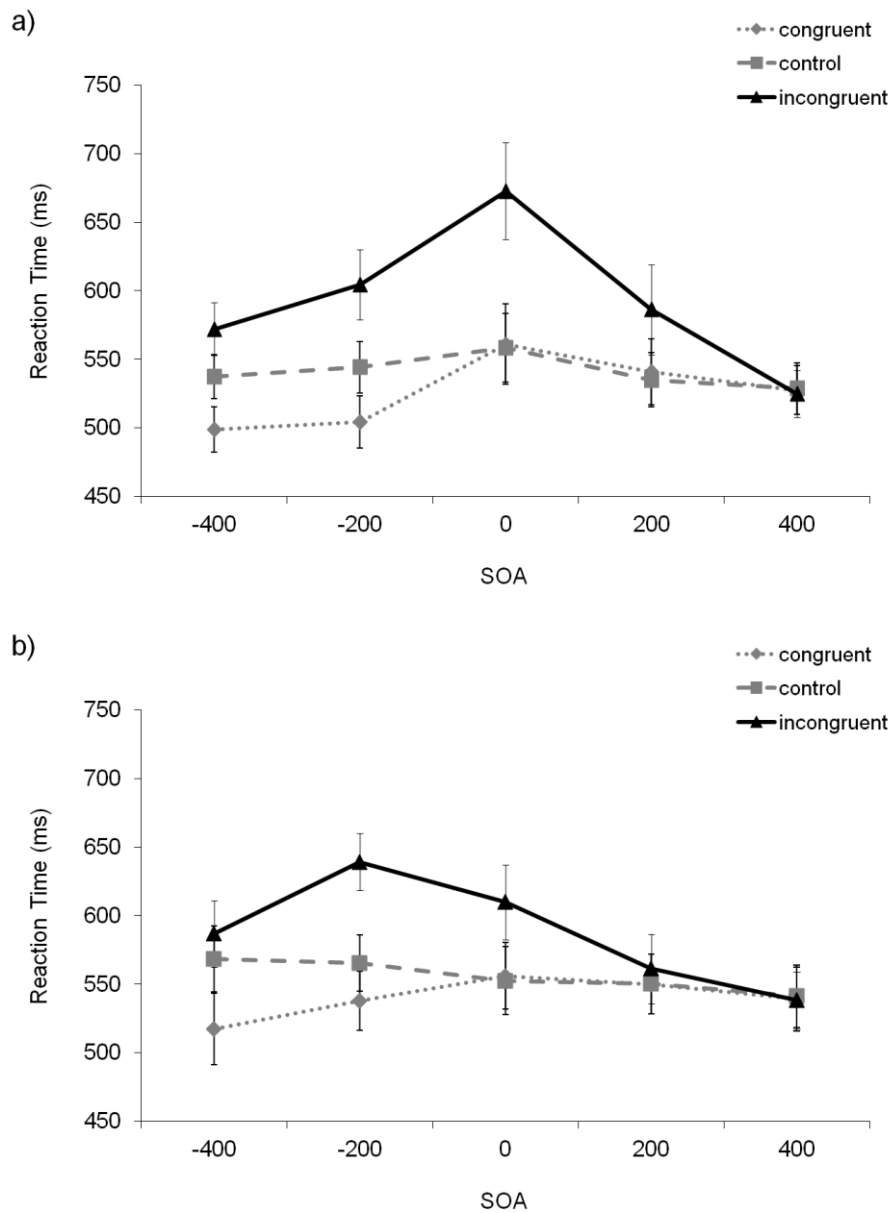 a)
congruent
control
incongruent
750
700
650
600
550
500
450
Reaction Time (ms)
-400 -200 0 200 400
SOA
b)
congruent
control
incongruent
750
700
650
600
550
500
450
Reaction Time (ms)
-400 -200 0 200 400
SOA